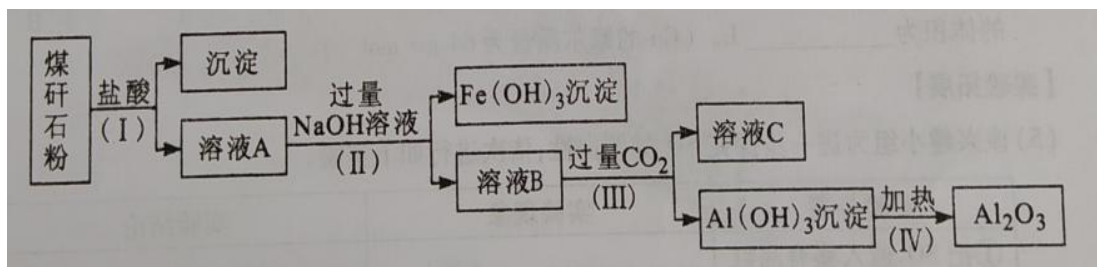 煤矸石粉
盐酸
(Ⅰ)
沉淀
溶液A
过量
NaOH溶液
(Ⅱ)
Fe(OH)₃沉淀
溶液B
过量CO₂
(Ⅲ)
溶液C
Al(OH)₃沉淀
加热
(Ⅳ)
Al₂O₃